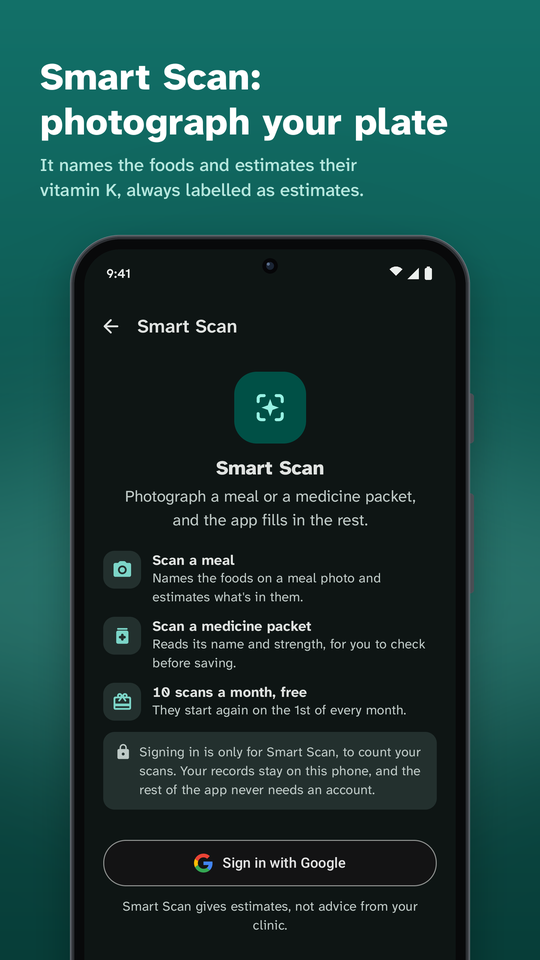 Smart Scan:
photograph your plate
It names the foods and estimates their
vitamin K, always labelled as estimates.
9:41
Smart Scan
Smart Scan
Photograph a meal or a medicine packet,
and the app fills in the rest.
Scan a meal
Names the foods on a meal photo and
estimates what's in them.
Scan a medicine packet
Reads its name and strength, for you to check
before saving.
10 scans a month, free
They start again on the 1st of every month.
Signing in is only for Smart Scan, to count your
scans. Your records stay on this phone, and the
rest of the app never needs an account.
Sign in with Google
Smart Scan gives estimates, not advice from your
clinic.